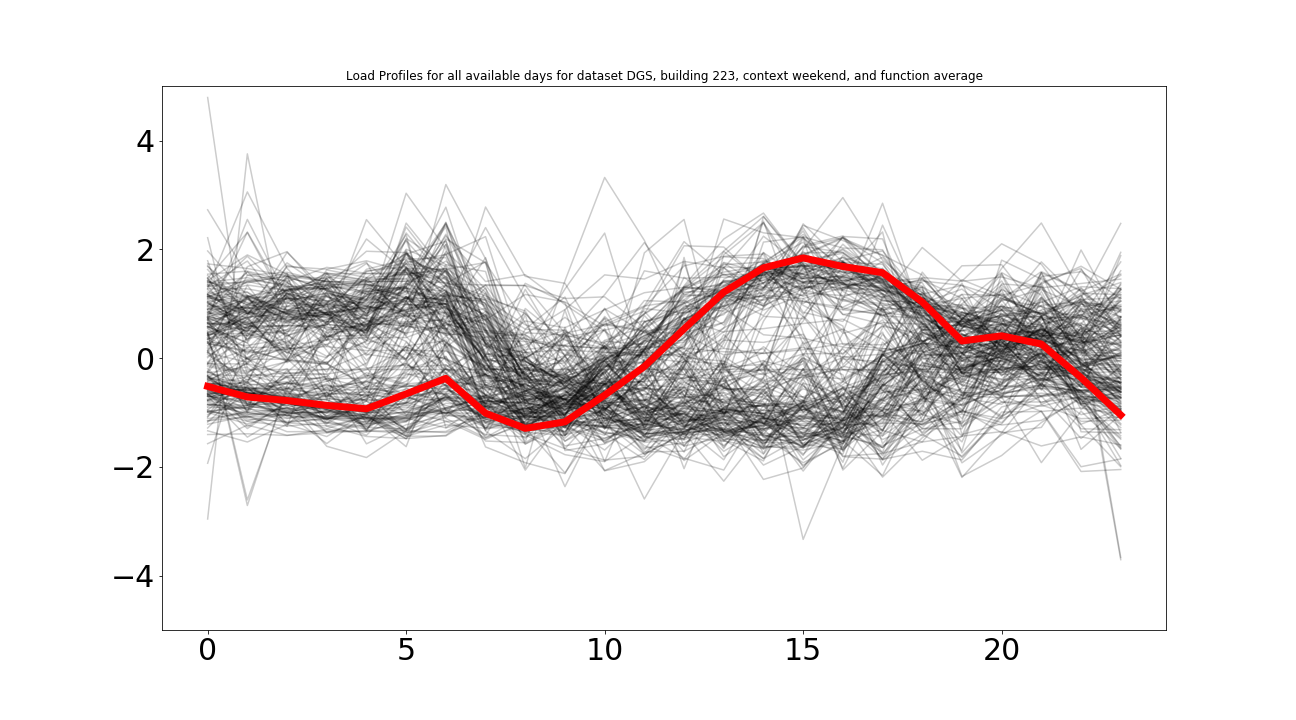 Load Profiles for all available days for dataset DGS, building 223, context weekend, and function average
4
2
0
−2
−4
0 5 10 15 20